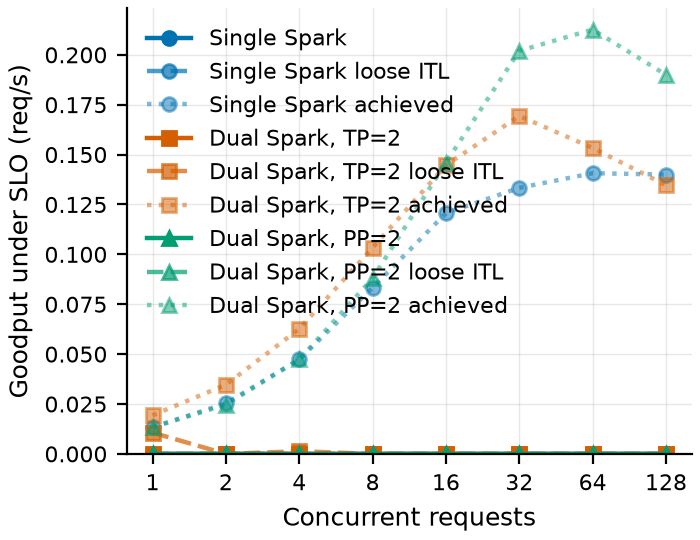 Goodput under SLO (req/s)
0.200
0.175
0.150
0.125
0.100
0.075
0.050
0.025
0.000
Single Spark
Single Spark loose ITL
Single Spark achieved
Dual Spark, TP=2
Dual Spark, TP=2 loose ITL
Dual Spark, TP=2 achieved
Dual Spark, PP=2
Dual Spark, PP=2 loose ITL
Dual Spark, PP=2 achieved
1 2 4 8 16 32 64 128
Concurrent requests